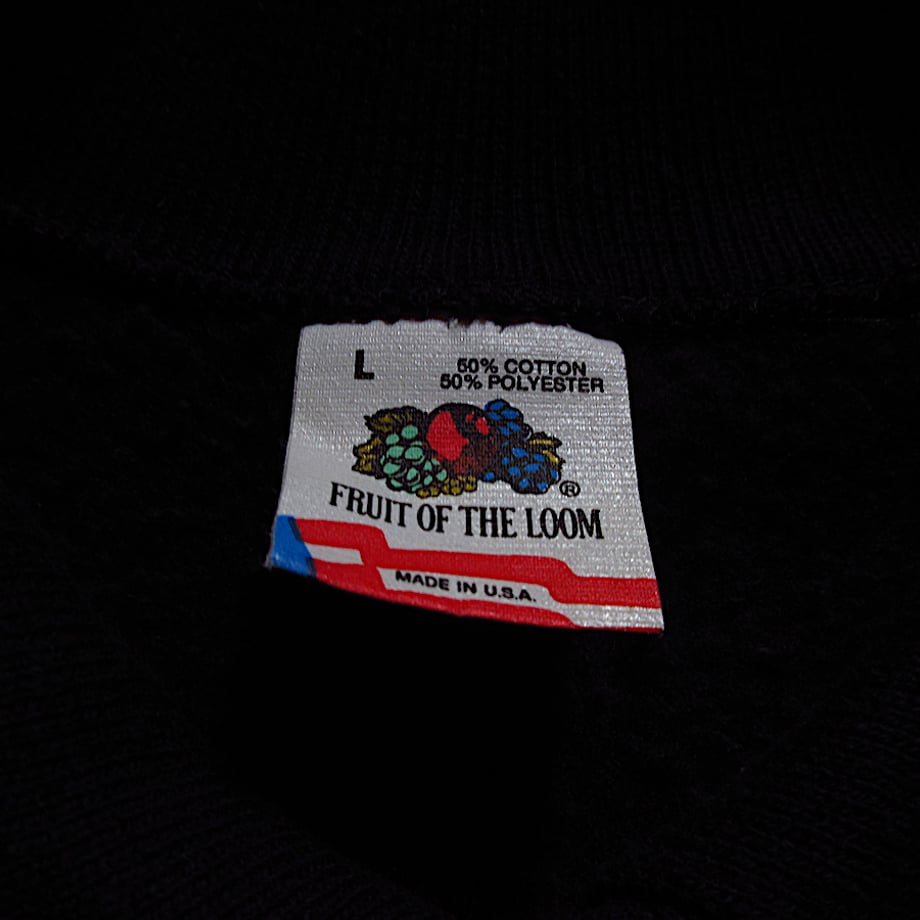 L
50% COTTON
50% POLYESTER
®
FRUIT OF THE LOOM
MADE IN U.S.A.